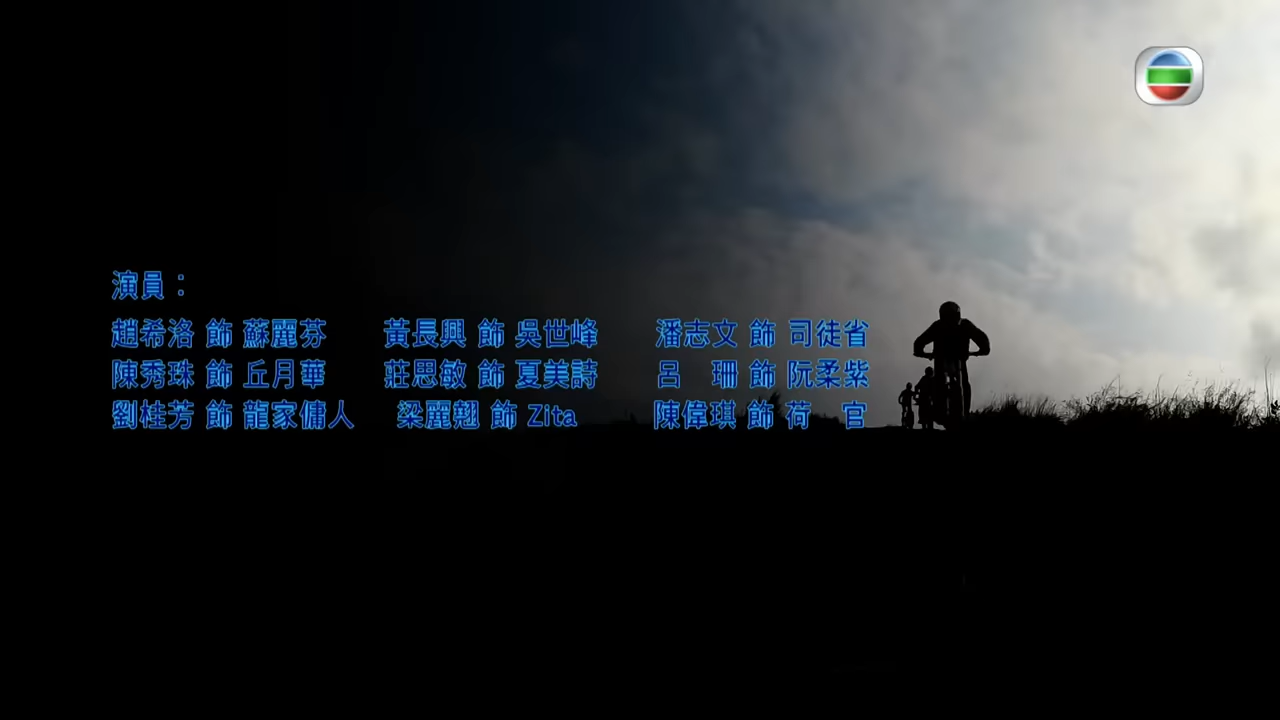 演員：
趙希洛 飾 蘇麗芬 黃長興 飾 吳世峰 潘志文 飾 司徒省
陳秀珠 飾 丘月華 莊思敏 飾 夏美詩 呂　珊 飾 阮柔紫
劉桂芳 飾 龍家傭人 梁麗翹 飾 Zita 陳偉琪 飾 荷　官